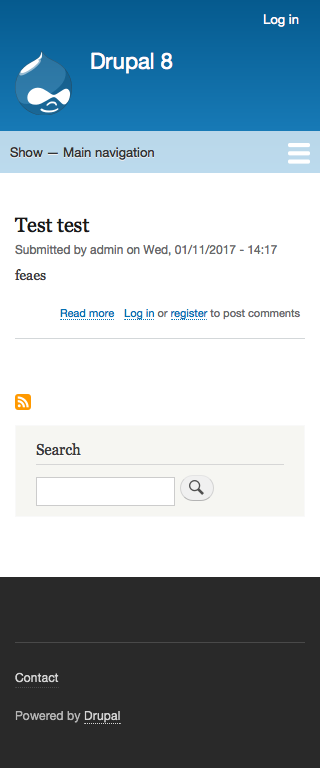 Log in
Drupal 8
Show — Main navigation
Test test
Submitted by admin on Wed, 01/11/2017 - 14:17
feaes
Read more Log in or register to post comments
Search
Contact
Powered by Drupal